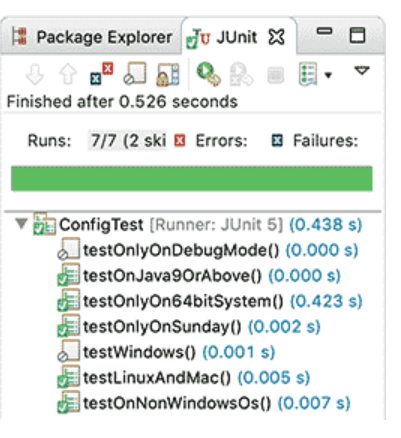 Package Explorer JUnit
Finished after 0.526 seconds
Runs: 7/7 (2 ski Errors: Failures:
ConfigTest [Runner: JUnit 5] (0.438 s)
testOnlyOnDebugMode() (0.000 s)
testOnJava9OrAbove() (0.000 s)
testOnlyOn64bitSystem() (0.423 s)
testOnlyOnSunday() (0.002 s)
testWindows() (0.001 s)
testLinuxAndMac() (0.005 s)
testOnNonWindowsOs() (0.007 s)